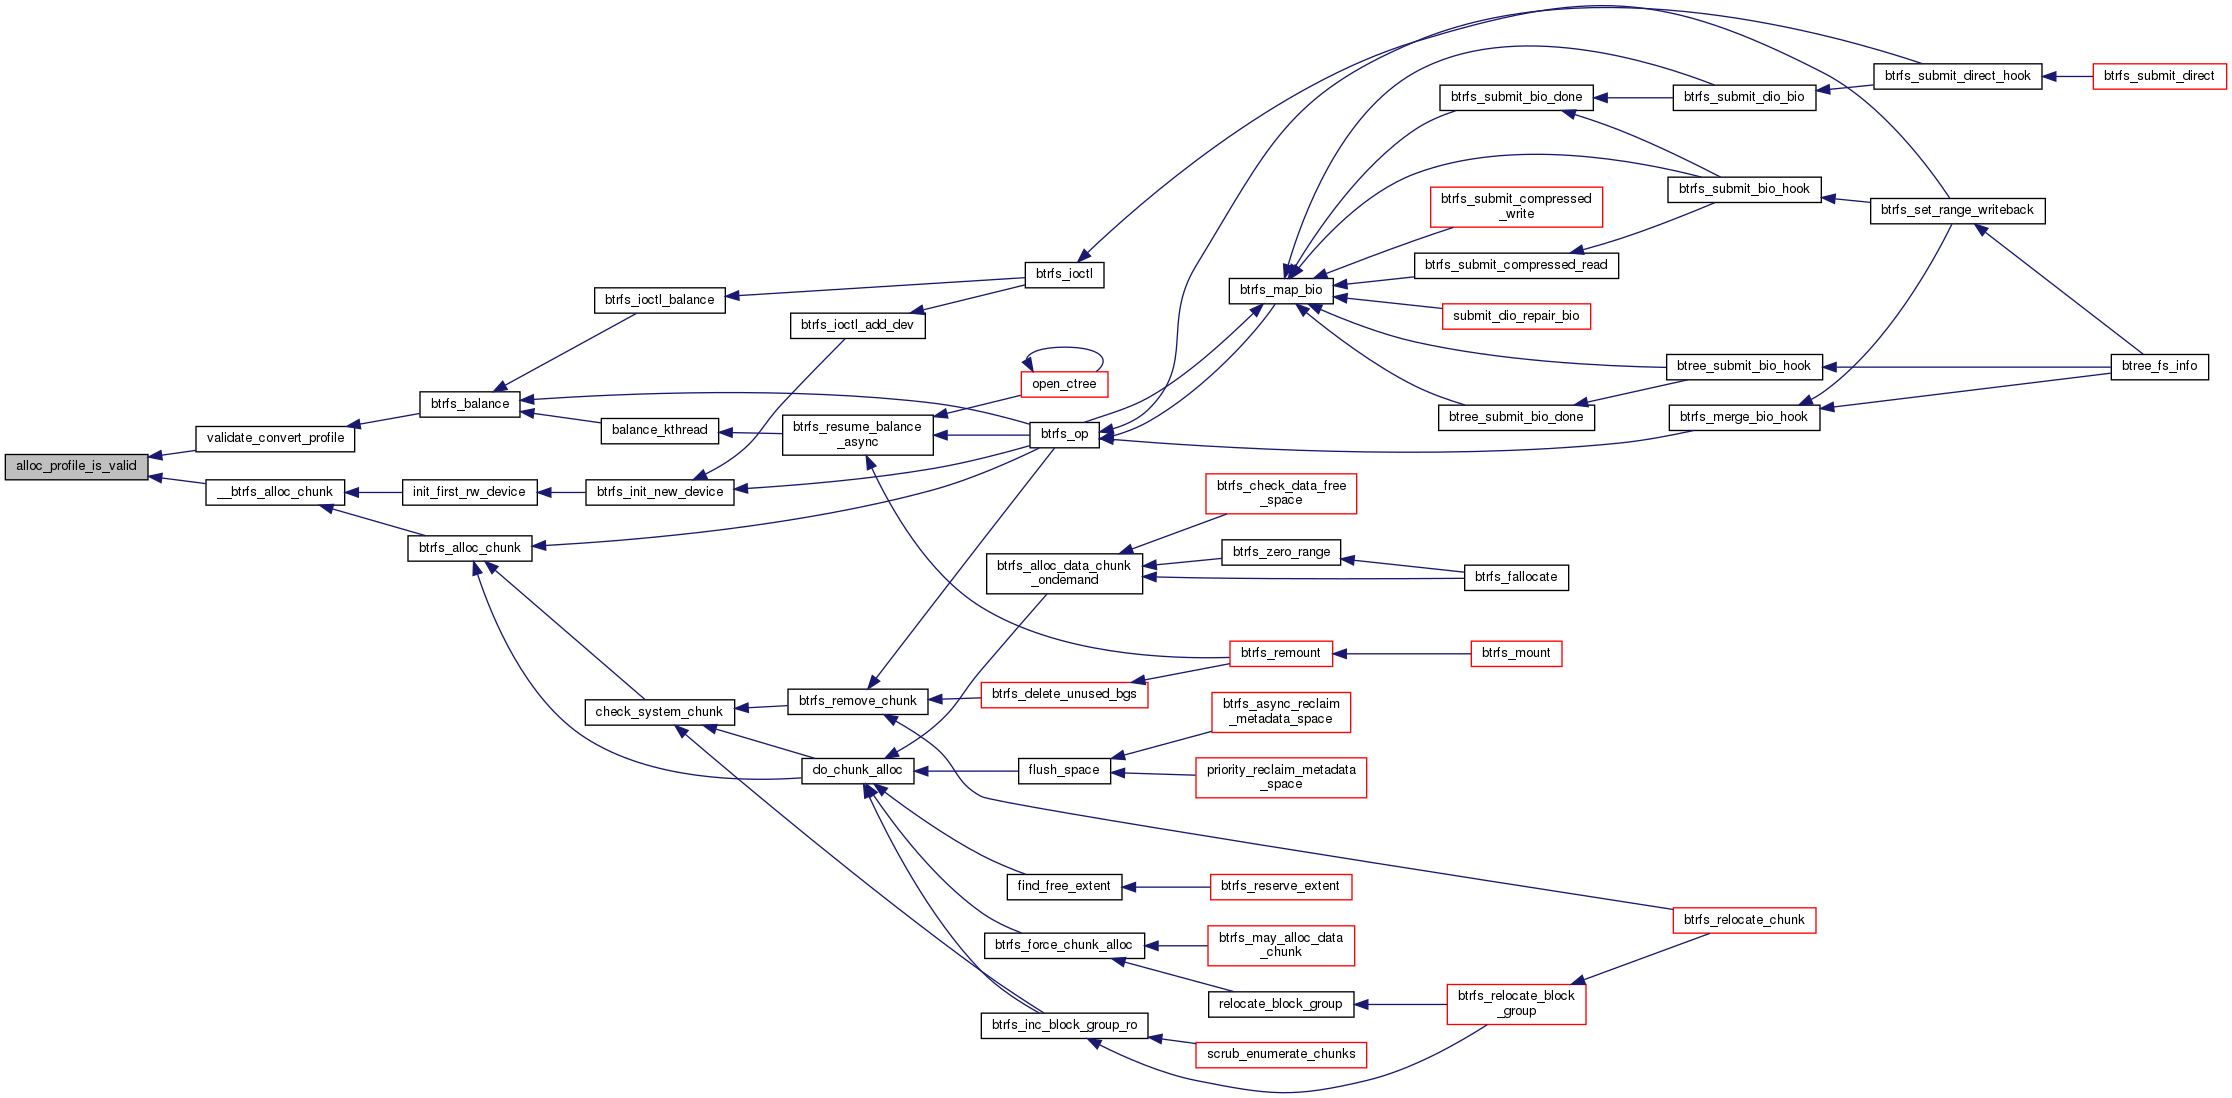 alloc_profile_is_valid
validate_convert_profile
__btrfs_alloc_chunk
btrfs_balance
init_first_rw_device
btrfs_alloc_chunk
btrfs_ioctl_balance
balance_kthread
btrfs_init_new_device
check_system_chunk
btrfs_ioctl_add_dev
btrfs_resume_balance
_async
btrfs_remove_chunk
do_chunk_alloc
btrfs_ioctl
open_ctree
btrfs_op
btrfs_alloc_data_chunk
_ondemand
btrfs_delete_unused_bgs
flush_space
find_free_extent
btrfs_force_chunk_alloc
btrfs_inc_block_group_ro
btrfs_map_bio
btrfs_check_data_free
_space
btrfs_zero_range
btrfs_remount
btrfs_async_reclaim
_metadata_space
priority_reclaim_metadata
_space
btrfs_reserve_extent
btrfs_may_alloc_data
_chunk
relocate_block_group
scrub_enumerate_chunks
btrfs_submit_bio_done
btrfs_submit_compressed
_write
btrfs_submit_compressed_read
submit_dio_repair_bio
btree_submit_bio_done
btrfs_fallocate
btrfs_mount
btrfs_relocate_block
_group
btrfs_submit_dio_bio
btrfs_submit_bio_hook
btree_submit_bio_hook
btrfs_merge_bio_hook
btrfs_relocate_chunk
btrfs_submit_direct_hook
btrfs_set_range_writeback
btrfs_submit_direct
btree_fs_info